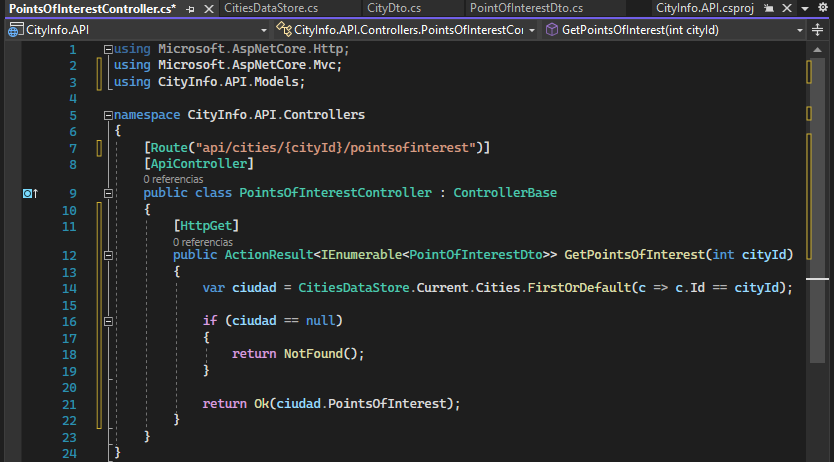 PointsOfInterestController.cs* CitiesDataStore.cs CityDto.cs PointOfInterestDto.cs CityInfo.API.csproj
CityInfo.API CityInfo.API.Controllers.PointsOfInterestCor GetPointsOfInterest(int cityId)
1 using Microsoft.AspNetCore.Http;
2 using Microsoft.AspNetCore.Mvc;
3 using CityInfo.API.Models;
4
5 namespace CityInfo.API.Controllers
6 {
7 [Route("api/cities/{cityId}/pointsofinterest")]
8 [ApiController]
0 referencias
9 public class PointsOfInterestController : ControllerBase
10 {
11 [HttpGet]
0 referencias
12 public ActionResult<IEnumerable<PointOfInterestDto>> GetPointsOfInterest(int cityId)
13 {
14 var ciudad = CitiesDataStore.Current.Cities.FirstOrDefault(c => c.Id == cityId);
15
16 if (ciudad == null)
17 {
18 return NotFound();
19 }
20
21 return Ok(ciudad.PointsOfInterest);
22 }
23 }
24 }